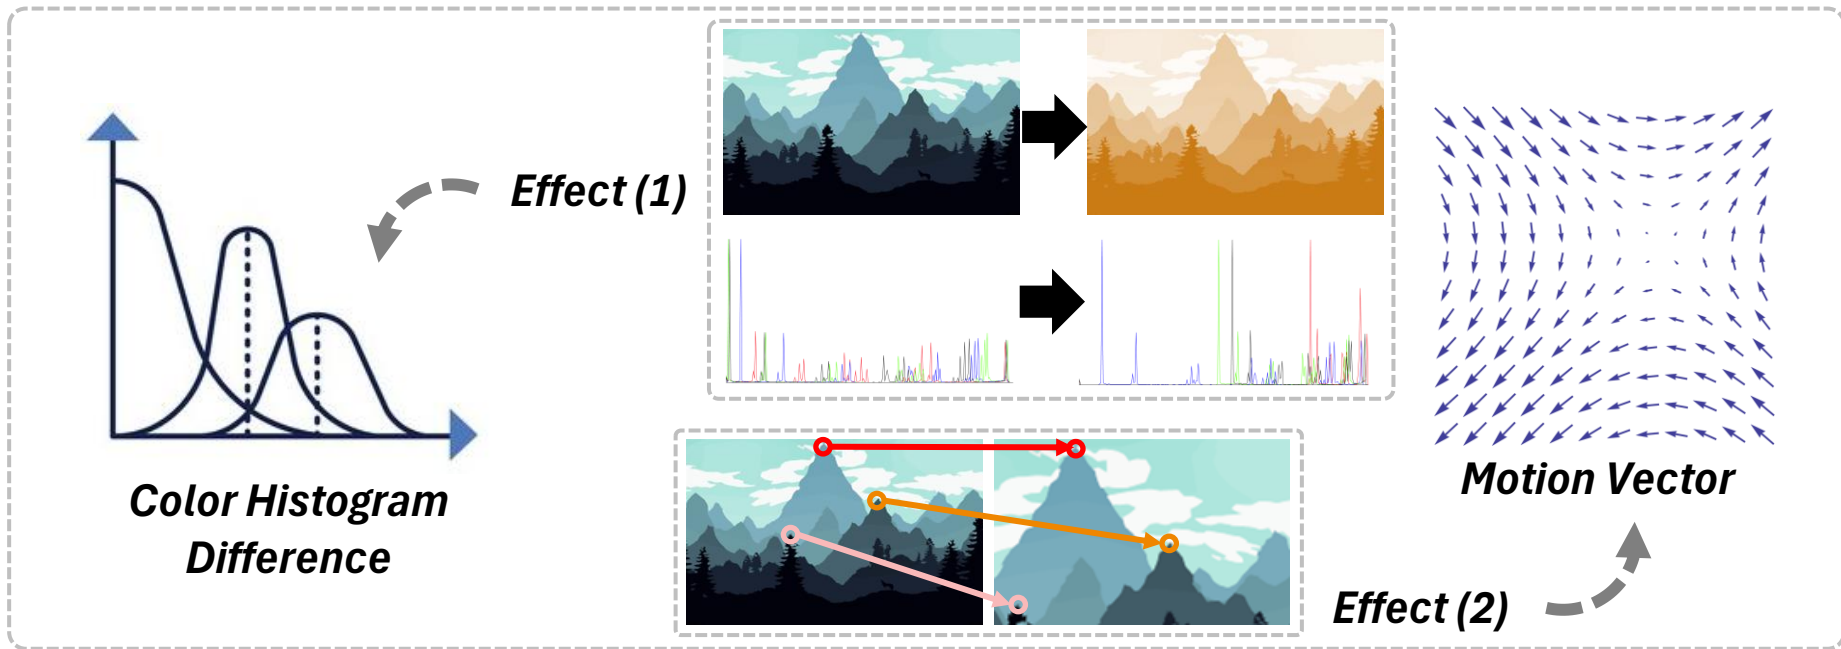 Effect (1)
Color Histogram
Difference
Motion Vector
Effect (2)